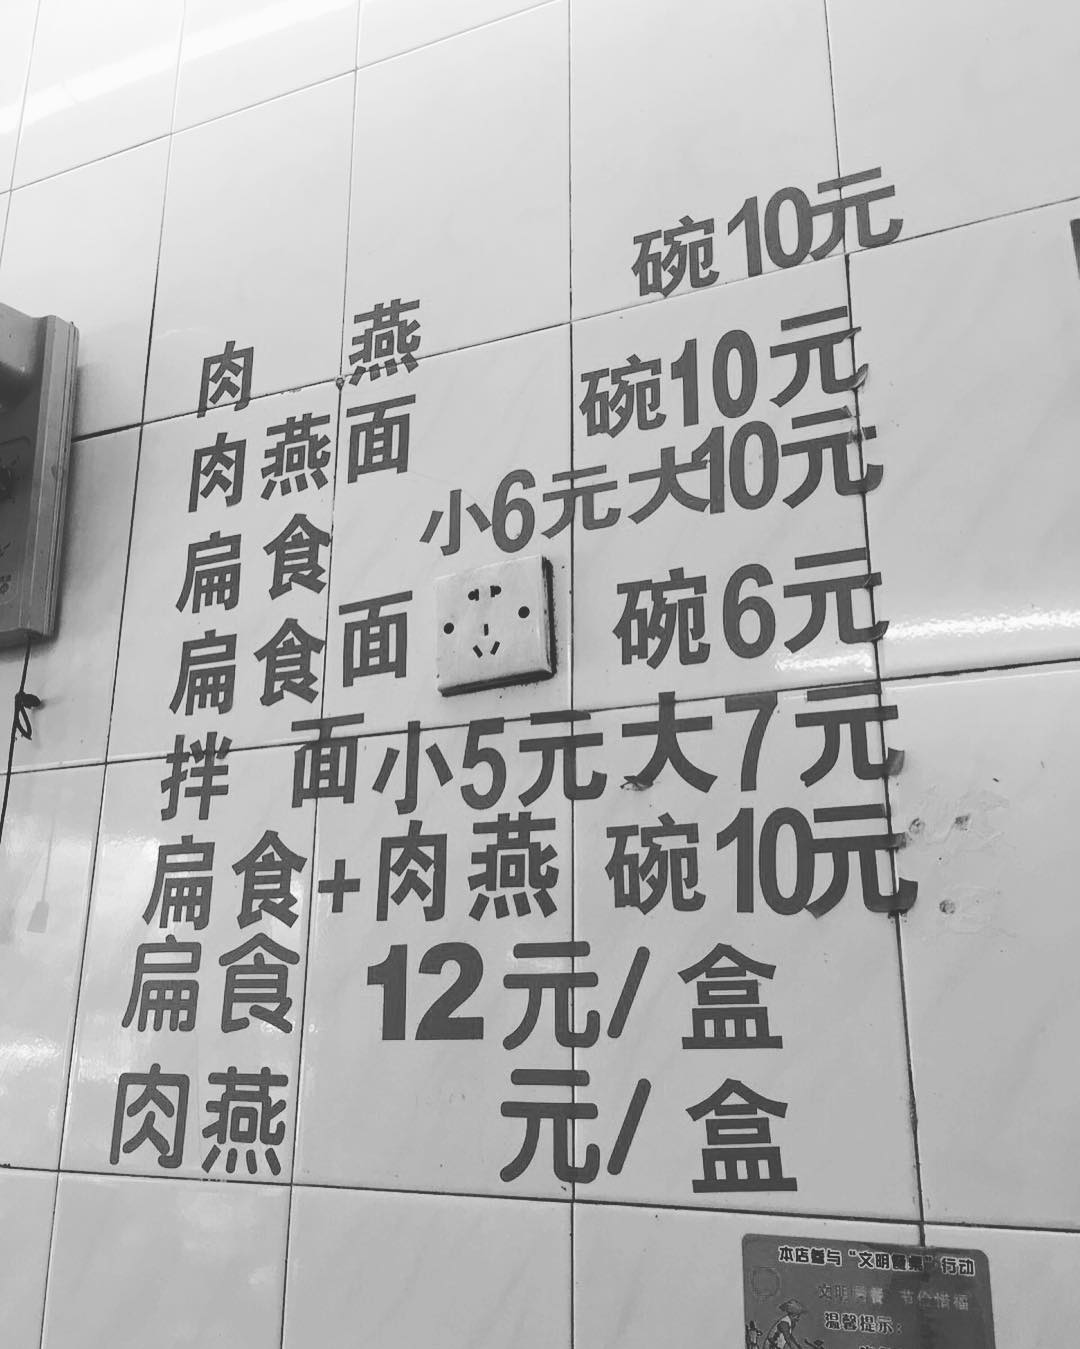 肉 燕 碗10元
肉燕面 碗10元
扁食 小6元大10元
扁食面 碗6元
拌 面小5元大7元
扁食+肉燕 碗10元
扁食 12元/盒
肉燕 元/盒
本店参与“文明餐桌”行动
文明用餐 节俭惜福
温馨提示: